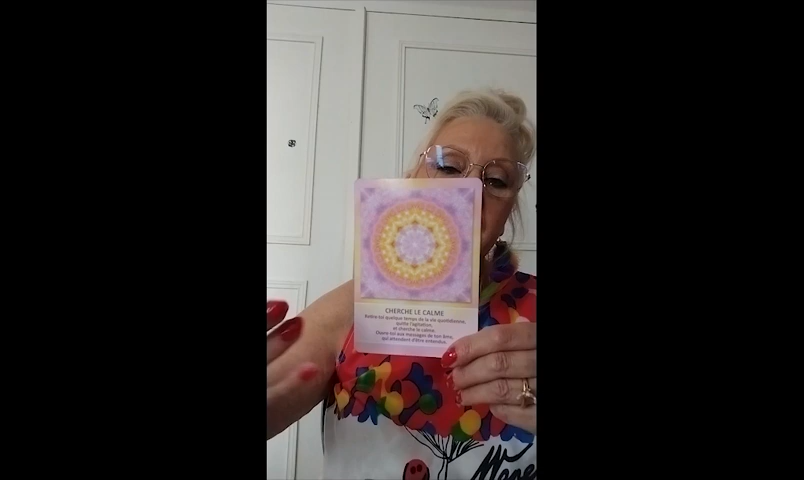 CHERCHE LE CALME
Retire-toi quelque temps de la vie quotidienne,
quitte l'agitation,
et cherche le calme.
Ouvre-toi aux messages de ton âme,
qui attendent d'être entendus.